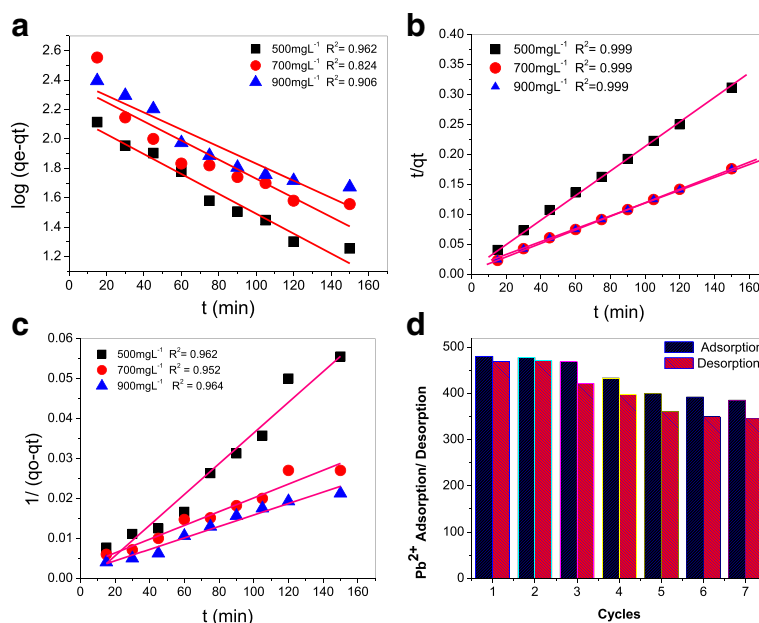 a
500mgL⁻¹ R²= 0.962
700mgL⁻¹ R²= 0.824
900mgL⁻¹ R²= 0.906
log (qe-qt)
2.6
2.4
2.2
2.0
1.8
1.6
1.4
1.2
0 20 40 60 80 100 120 140 160
t (min)
b
500mgL⁻¹ R²= 0.999
700mgL⁻¹ R²= 0.999
900mgL⁻¹ R²=0.999
t/qt
0.40
0.35
0.30
0.25
0.20
0.15
0.10
0.05
0.00
0 20 40 60 80 100 120 140 160
t (min)
c
500mgL⁻¹ R²= 0.962
700mgL⁻¹ R²= 0.952
900mgL⁻¹ R² = 0.964
1/ (qo-qt)
0.06
0.05
0.04
0.03
0.02
0.01
0.00
0 20 40 60 80 100 120 140 160
t (min)
d
Adsorption
Desorption
Pb²⁺ Adsorption/ Desorption
500
400
300
200
100
0
1 2 3 4 5 6 7
Cycles